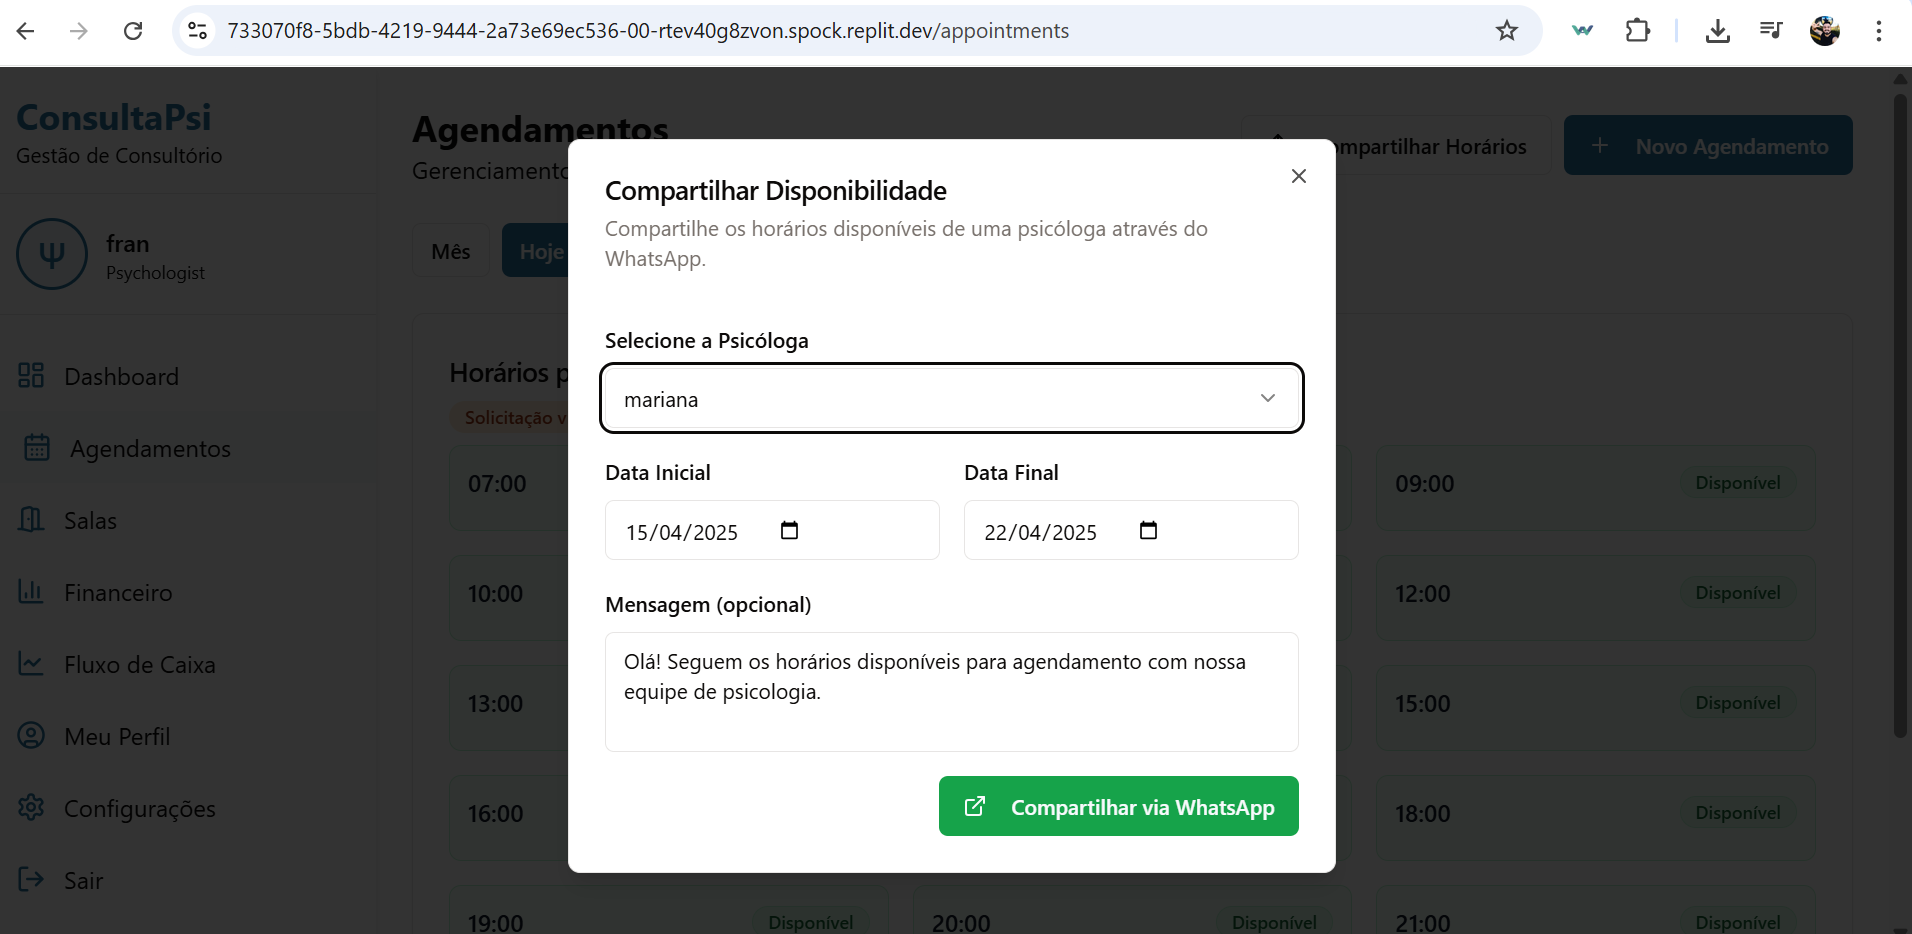 733070f8-5bdb-4219-9444-2a73e69ec536-00-rtev40g8zvon.spock.replit.dev/appointments
ConsultaPsi
Gestão de Consultório
Ψ
fran
Psychologist
Dashboard
Agendamentos
Salas
Financeiro
Fluxo de Caixa
Meu Perfil
Configurações
Sair
Agendamentos
Gerenciamento
Compartilhar Horários
+ Novo Agendamento
Mês
Hoje
Horários
Solicitação
07:00
09:00 Disponível
10:00
12:00 Disponível
13:00
15:00 Disponível
16:00
18:00 Disponível
19:00 Disponível
20:00 Disponível
21:00 Disponível
Compartilhar Disponibilidade
Compartilhe os horários disponíveis de uma psicóloga através do
WhatsApp.
Selecione a Psicóloga
mariana
Data Inicial
15/04/2025
Data Final
22/04/2025
Mensagem (opcional)
Olá! Seguem os horários disponíveis para agendamento com nossa
equipe de psicologia.
Compartilhar via WhatsApp